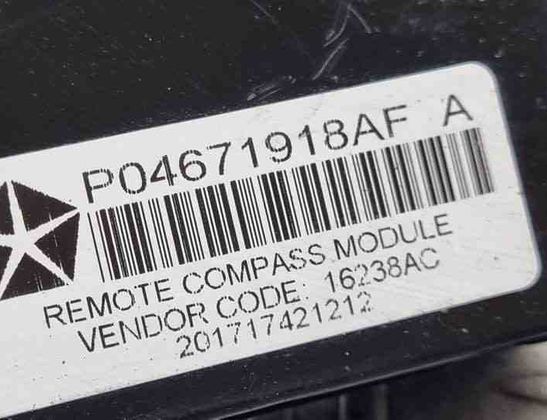 P04671918AF A
REMOTE COMPASS MODULE
VENDOR CODE: 16238AC
201717421212